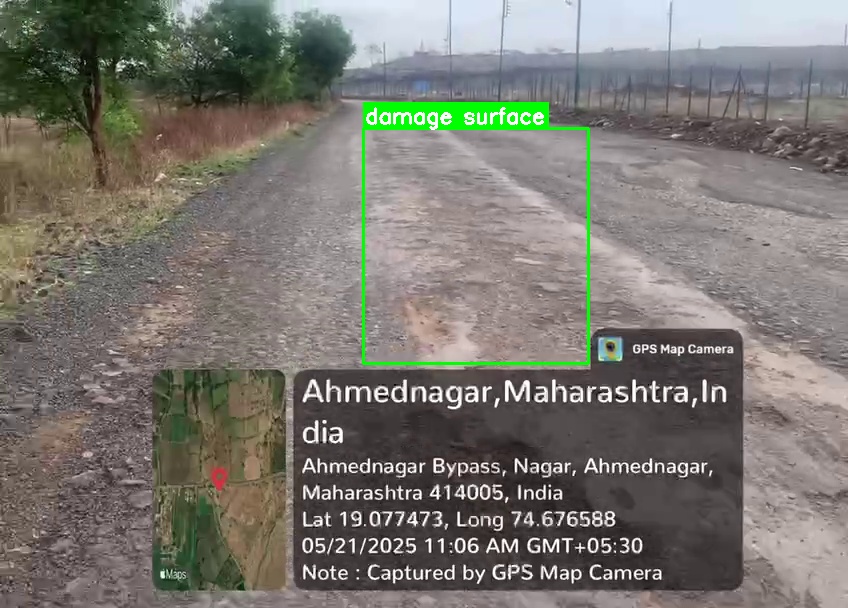 damage surface
GPS Map Camera
Ahmednagar,Maharashtra,In
dia
Ahmednagar Bypass, Nagar, Ahmednagar,
Maharashtra 414005, India
Lat 19.077473, Long 74.676588
05/21/2025 11:06 AM GMT+05:30
Note : Captured by GPS Map Camera
Maps